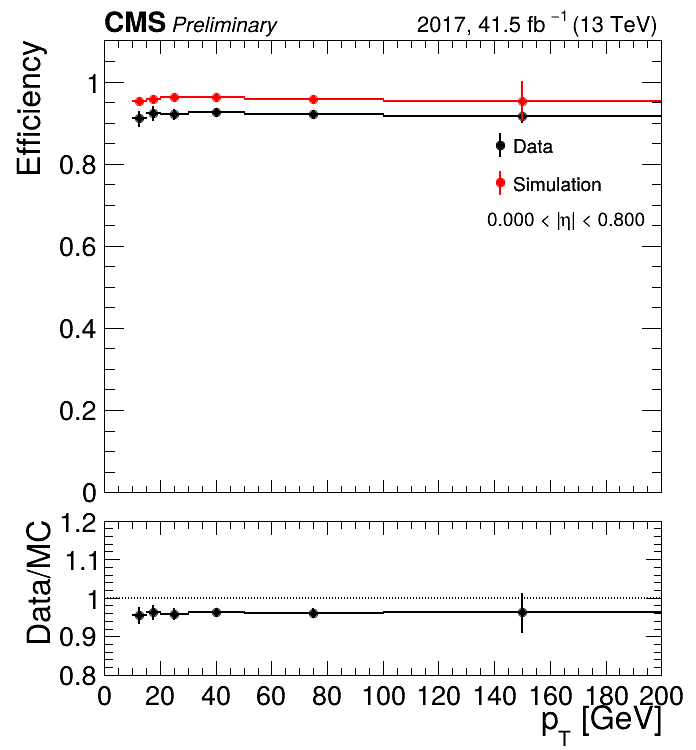 CMS Preliminary 2017, 41.5 fb⁻¹ (13 TeV)
Efficiency
1
0.8
0.6
0.4
0.2
0
Data
Simulation
0.000 < |η| < 0.800
Data/MC
1.2
1.1
1
0.9
0.8
0 20 40 60 80 100 120 140 160 180 200
p_T [GeV]